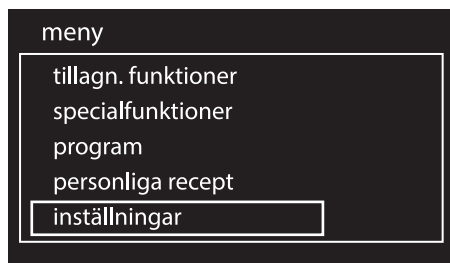 meny
tillagn. funktioner
specialfunktioner
program
personliga recept
inställningar